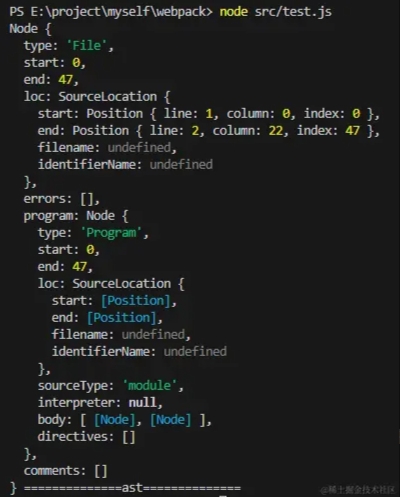 PS E:\project\myself\webpack> node src/test.js
Node {
  type: 'File',
  start: 0,
  end: 47,
  loc: SourceLocation {
    start: Position { line: 1, column: 0, index: 0 },
    end: Position { line: 2, column: 22, index: 47 },
    filename: undefined,
    identifierName: undefined
  },
  errors: [],
  program: Node {
    type: 'Program',
    start: 0,
    end: 47,
    loc: SourceLocation {
      start: [Position],
      end: [Position],
      filename: undefined,
      identifierName: undefined
    },
    sourceType: 'module',
    interpreter: null,
    body: [ [Node], [Node] ],
    directives: []
  },
  comments: []
} ==============ast==============
@稀土掘金技术社区